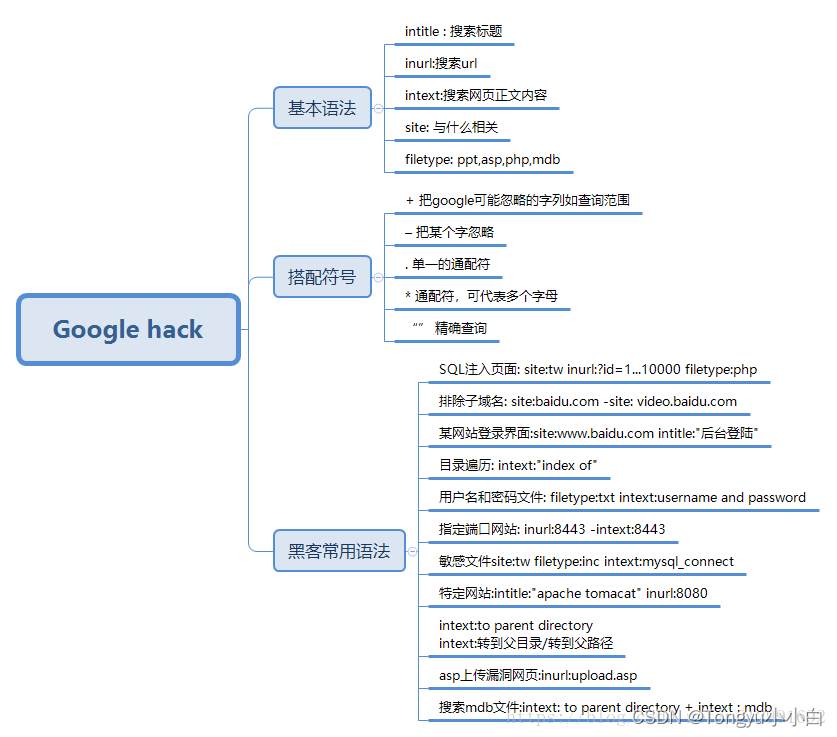 Google hack
基本语法
intitle : 搜索标题
inurl:搜索url
intext:搜索网页正文内容
site: 与什么相关
filetype: ppt,asp,php,mdb
搭配符号
+ 把google可能忽略的字列如查询范围
– 把某个字忽略
. 单一的通配符
* 通配符，可代表多个字母
“” 精确查询
黑客常用语法
SQL注入页面: site:tw inurl:?id=1...10000 filetype:php
排除子域名: site:baidu.com -site: video.baidu.com
某网站登录界面:site:www.baidu.com intitle:"后台登陆"
目录遍历: intext:"index of"
用户名和密码文件: filetype:txt intext:username and password
指定端口网站: inurl:8443 -intext:8443
敏感文件site:tw filetype:inc intext:mysql_connect
特定网站:intitle:"apache tomacat" inurl:8080
intext:to parent directory
intext:转到父目录/转到父路径
asp上传漏洞网页:inurl:upload.asp
搜索mdb文件:intext: to parent directory + intext : mdb
https://blog.
CSDN @Tongyu小小白